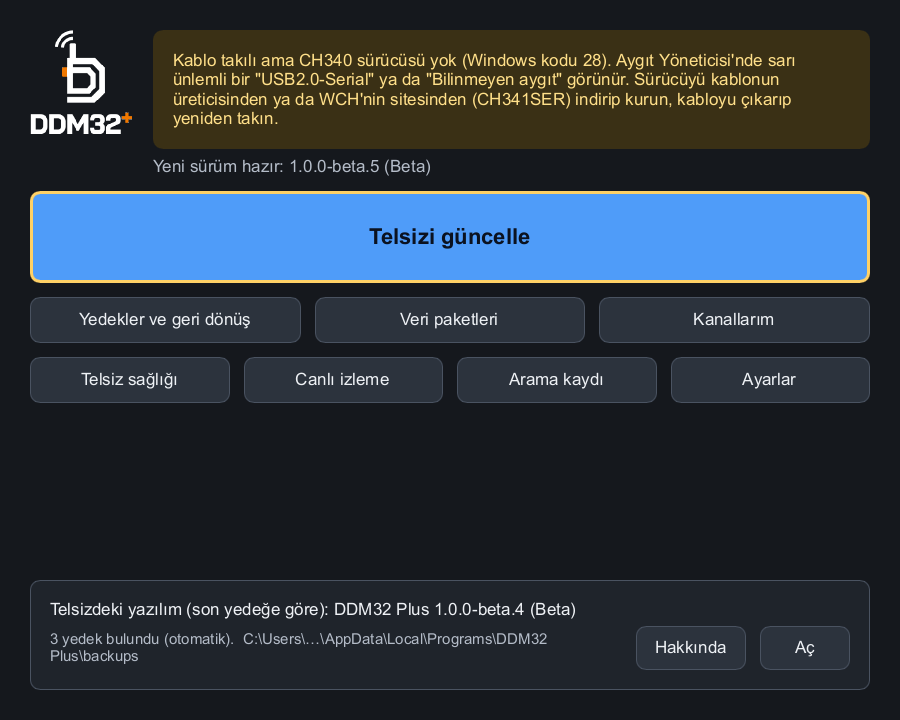 DDM32+
Kablo takılı ama CH340 sürücüsü yok (Windows kodu 28). Aygıt Yöneticisi'nde sarı
ünlemli bir "USB2.0-Serial" ya da "Bilinmeyen aygıt" görünür. Sürücüyü kablonun
üreticisinden ya da WCH'nin sitesinden (CH341SER) indirip kurun, kabloyu çıkarıp
yeniden takın.
Yeni sürüm hazır: 1.0.0-beta.5 (Beta)
Telsizi güncelle
Yedekler ve geri dönüş
Veri paketleri
Kanallarım
Telsiz sağlığı
Canlı izleme
Arama kaydı
Ayarlar
Telsizdeki yazılım (son yedeğe göre): DDM32 Plus 1.0.0-beta.4 (Beta)
3 yedek bulundu (otomatik).  C:\Users\...\AppData\Local\Programs\DDM32
Plus\backups
Hakkında
Aç